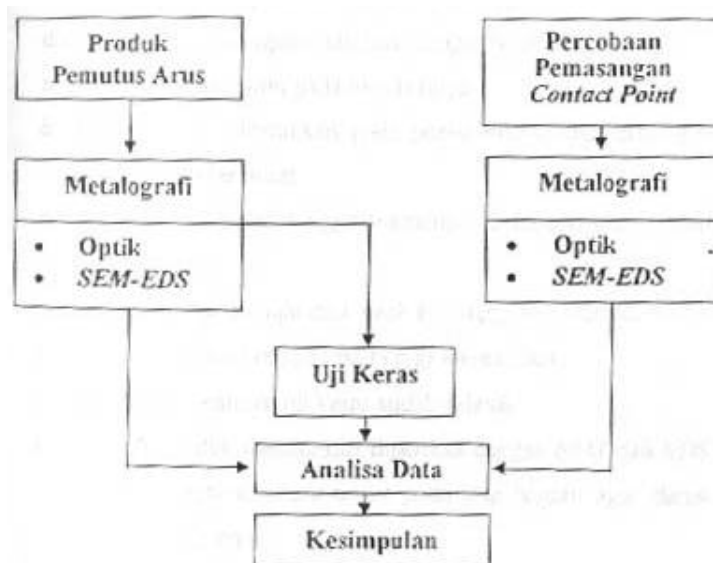 Produk
Pemutus Arus
Percobaan
Pemasangan
Contact Point
Metalografi
• Optik
• SEM-EDS
Metalografi
• Optik
• SEM-EDS
Uji Keras
Analisa Data
Kesimpulan